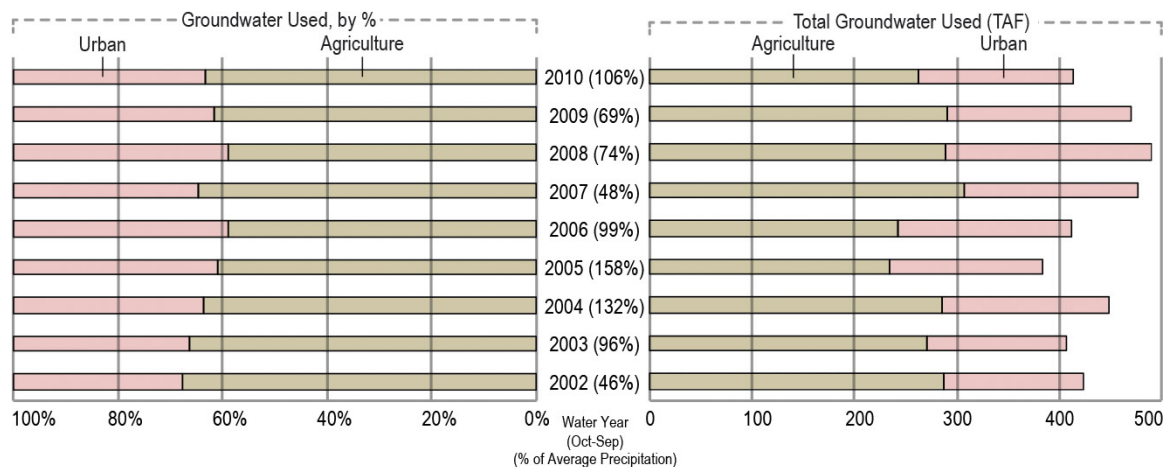 Groundwater Used, by %
Total Groundwater Used (TAF)
Urban
Agriculture
Agriculture
Urban
2010 (106%)
2009 (69%)
2008 (74%)
2007 (48%)
2006 (99%)
2005 (158%)
2004 (132%)
2003 (96%)
2002 (46%)
100% 80% 60% 40% 20% 0%
Water Year
(Oct-Sep)
(% of Average Precipitation)
0 100 200 300 400 500